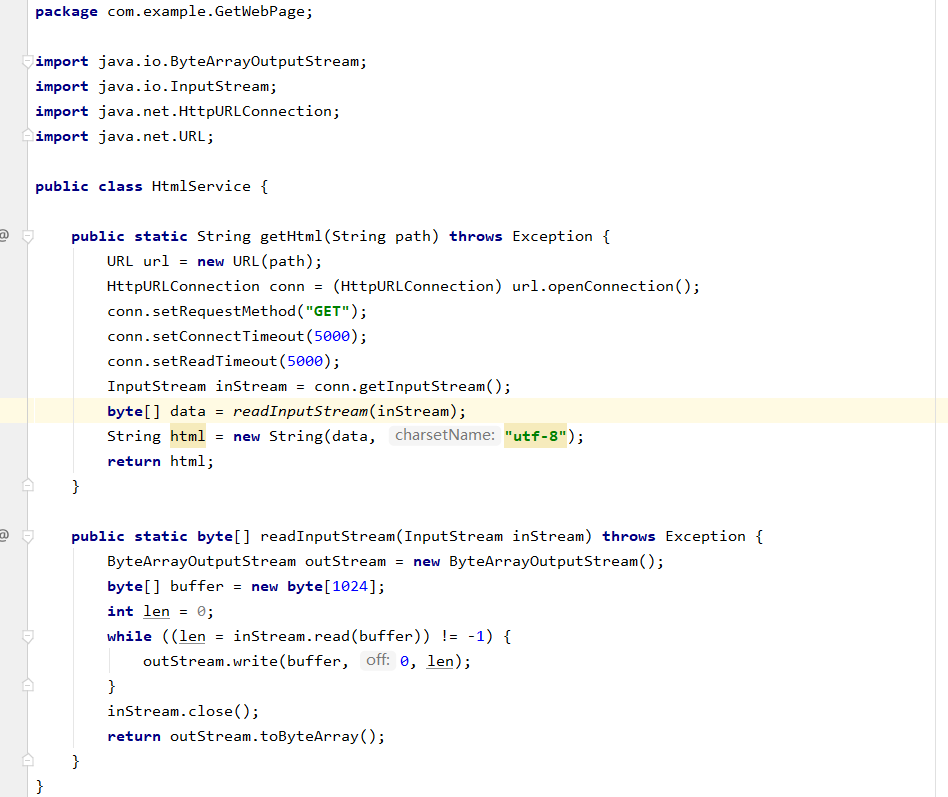 package com.example.GetWebPage;
import java.io.ByteArrayOutputStream;
import java.io.InputStream;
import java.net.HttpURLConnection;
import java.net.URL;
public class HtmlService {
@
public static String getHtml(String path) throws Exception {
URL url = new URL(path);
HttpURLConnection conn = (HttpURLConnection) url.openConnection();
conn.setRequestMethod("GET");
conn.setConnectTimeout(5000);
conn.setReadTimeout(5000);
InputStream inStream = conn.getInputStream();
byte[] data = readInputStream(inStream);
String html = new String(data, charsetName: "utf-8");
return html;
}
@
public static byte[] readInputStream(InputStream inStream) throws Exception {
ByteArrayOutputStream outStream = new ByteArrayOutputStream();
byte[] buffer = new byte[1024];
int len = 0;
while ((len = inStream.read(buffer)) != -1) {
outStream.write(buffer, off: 0, len);
}
inStream.close();
return outStream.toByteArray();
}
}